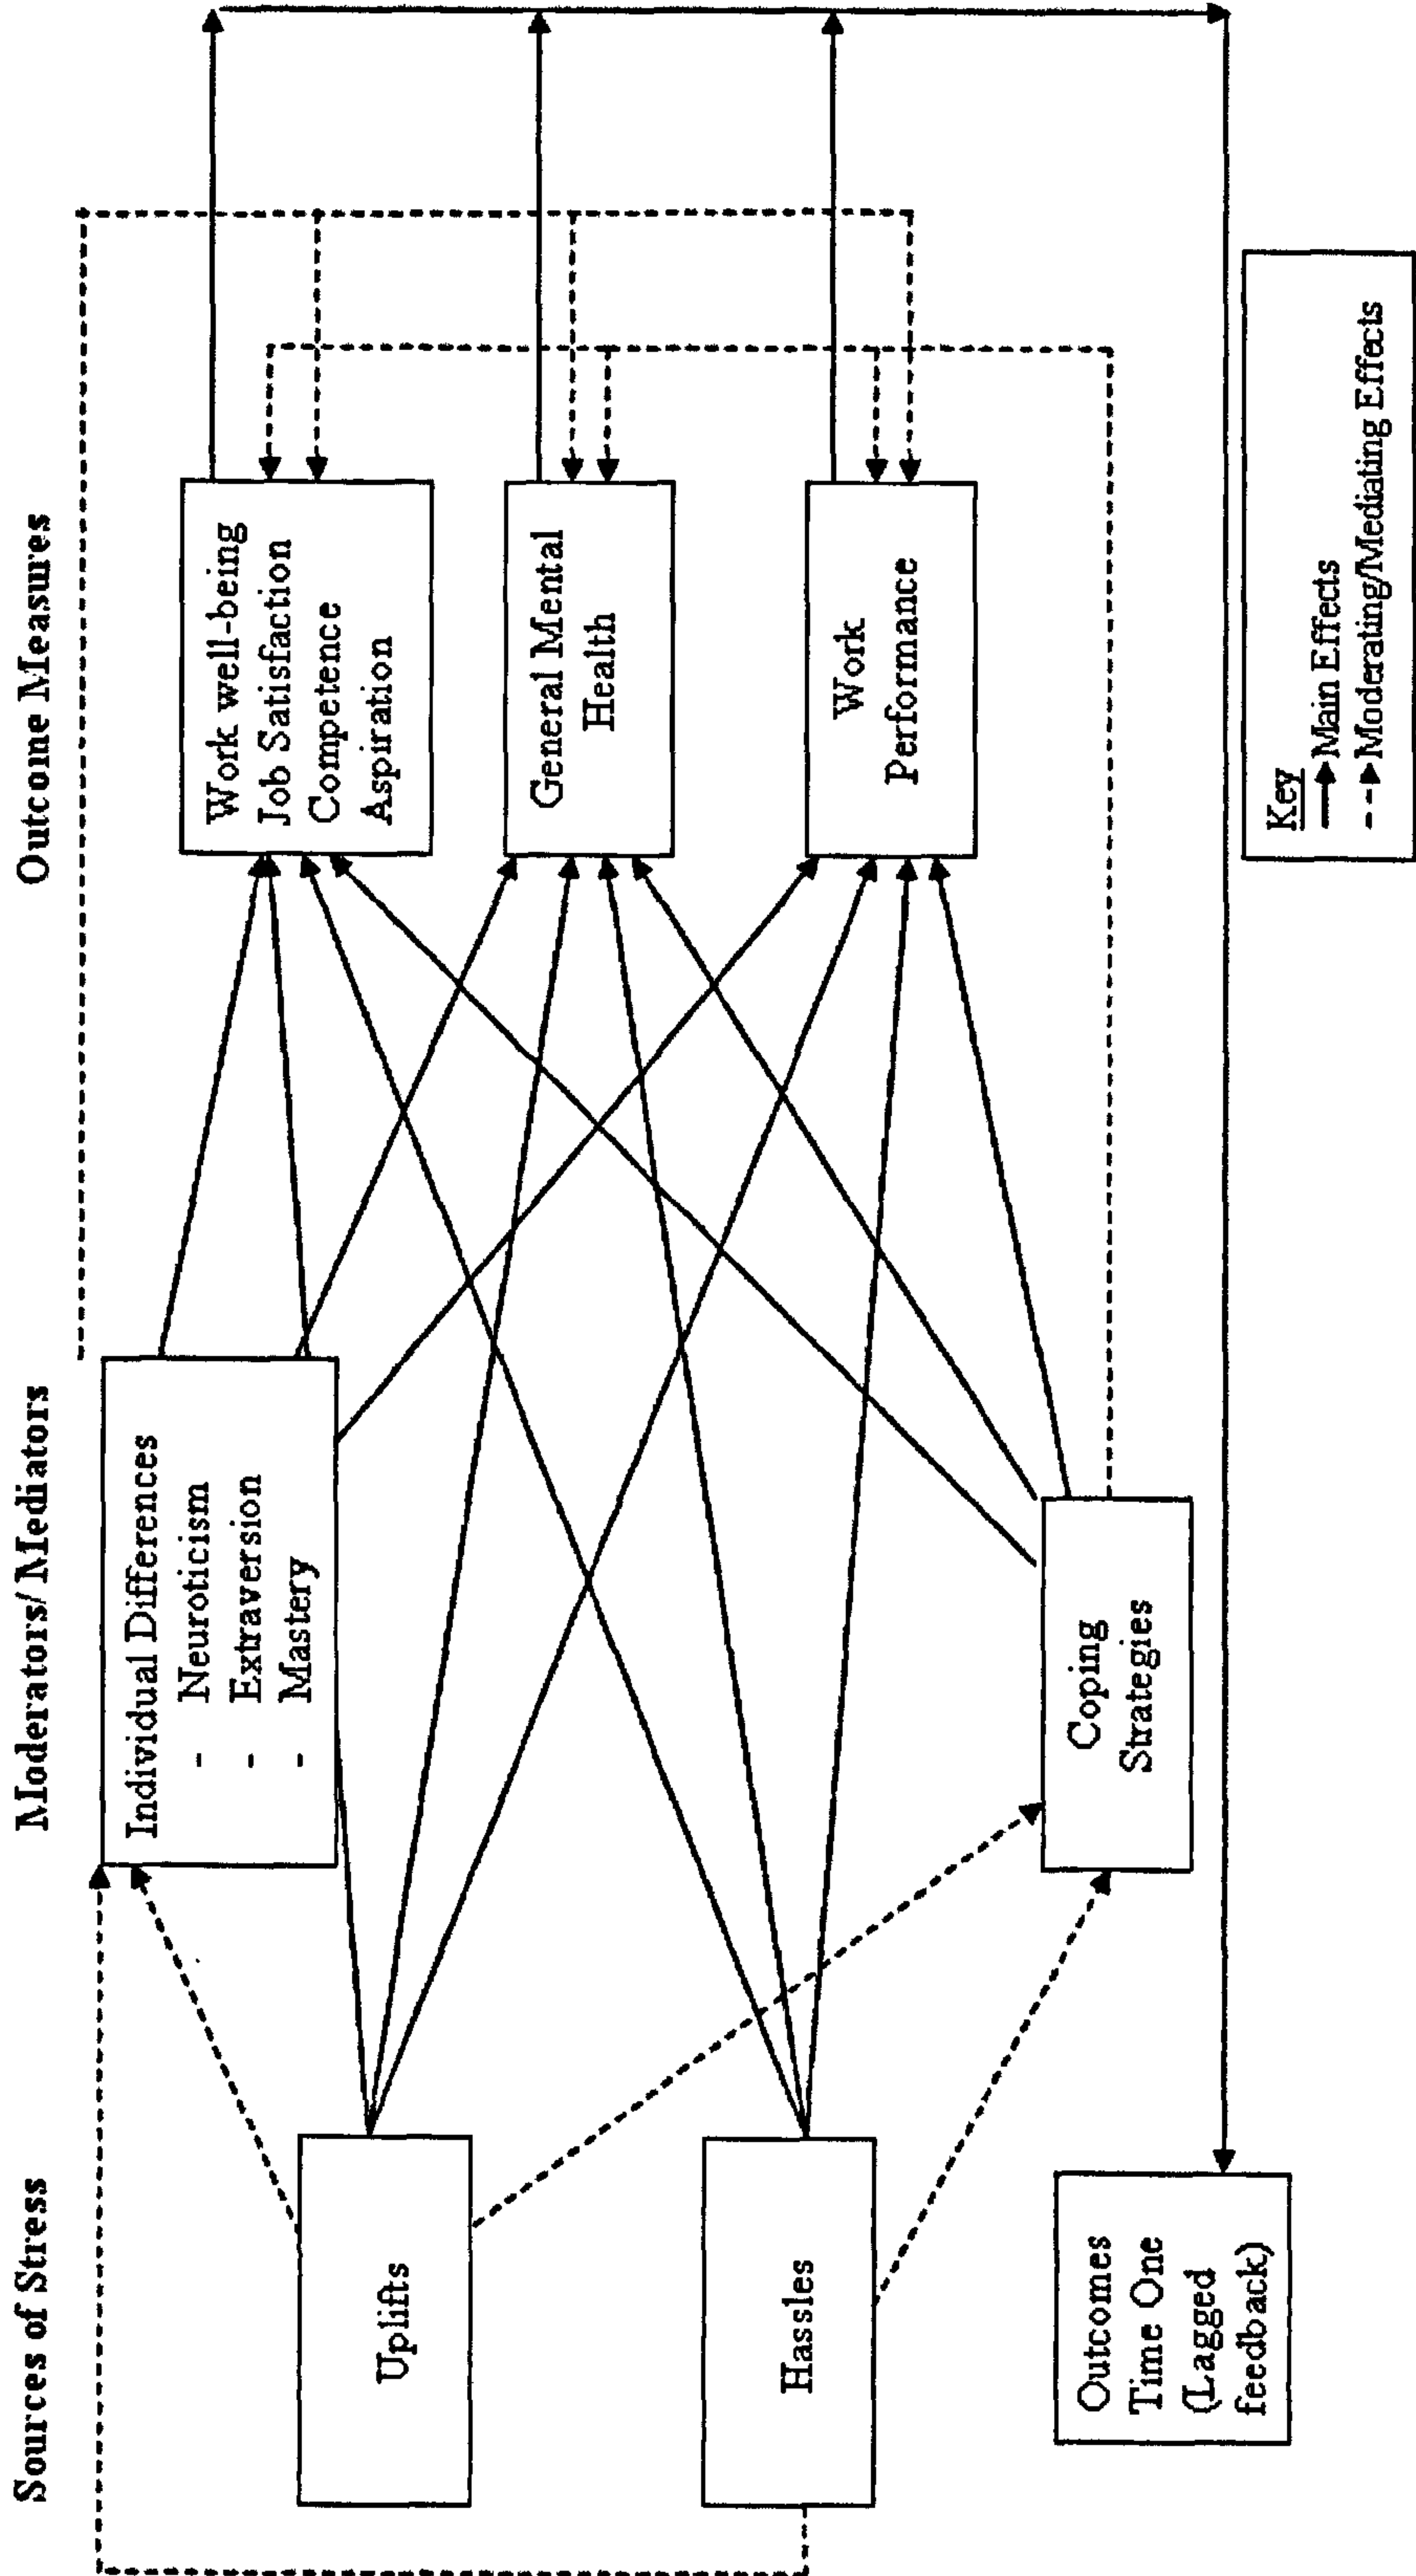 Sources of Stress
Moderators/Mediators
Outcome Measures
Uplifts
Hassles
Outcomes
Time One
(Lagged
feedback)
Individual Differences
- Neuroticism
- Extraversion
- Mastery
Coping
Strategies
Work well-being
Job Satisfaction
Competence
Aspiration
General Mental
Health
Work
Performance
Key
Main Effects
Moderating/Mediating Effects